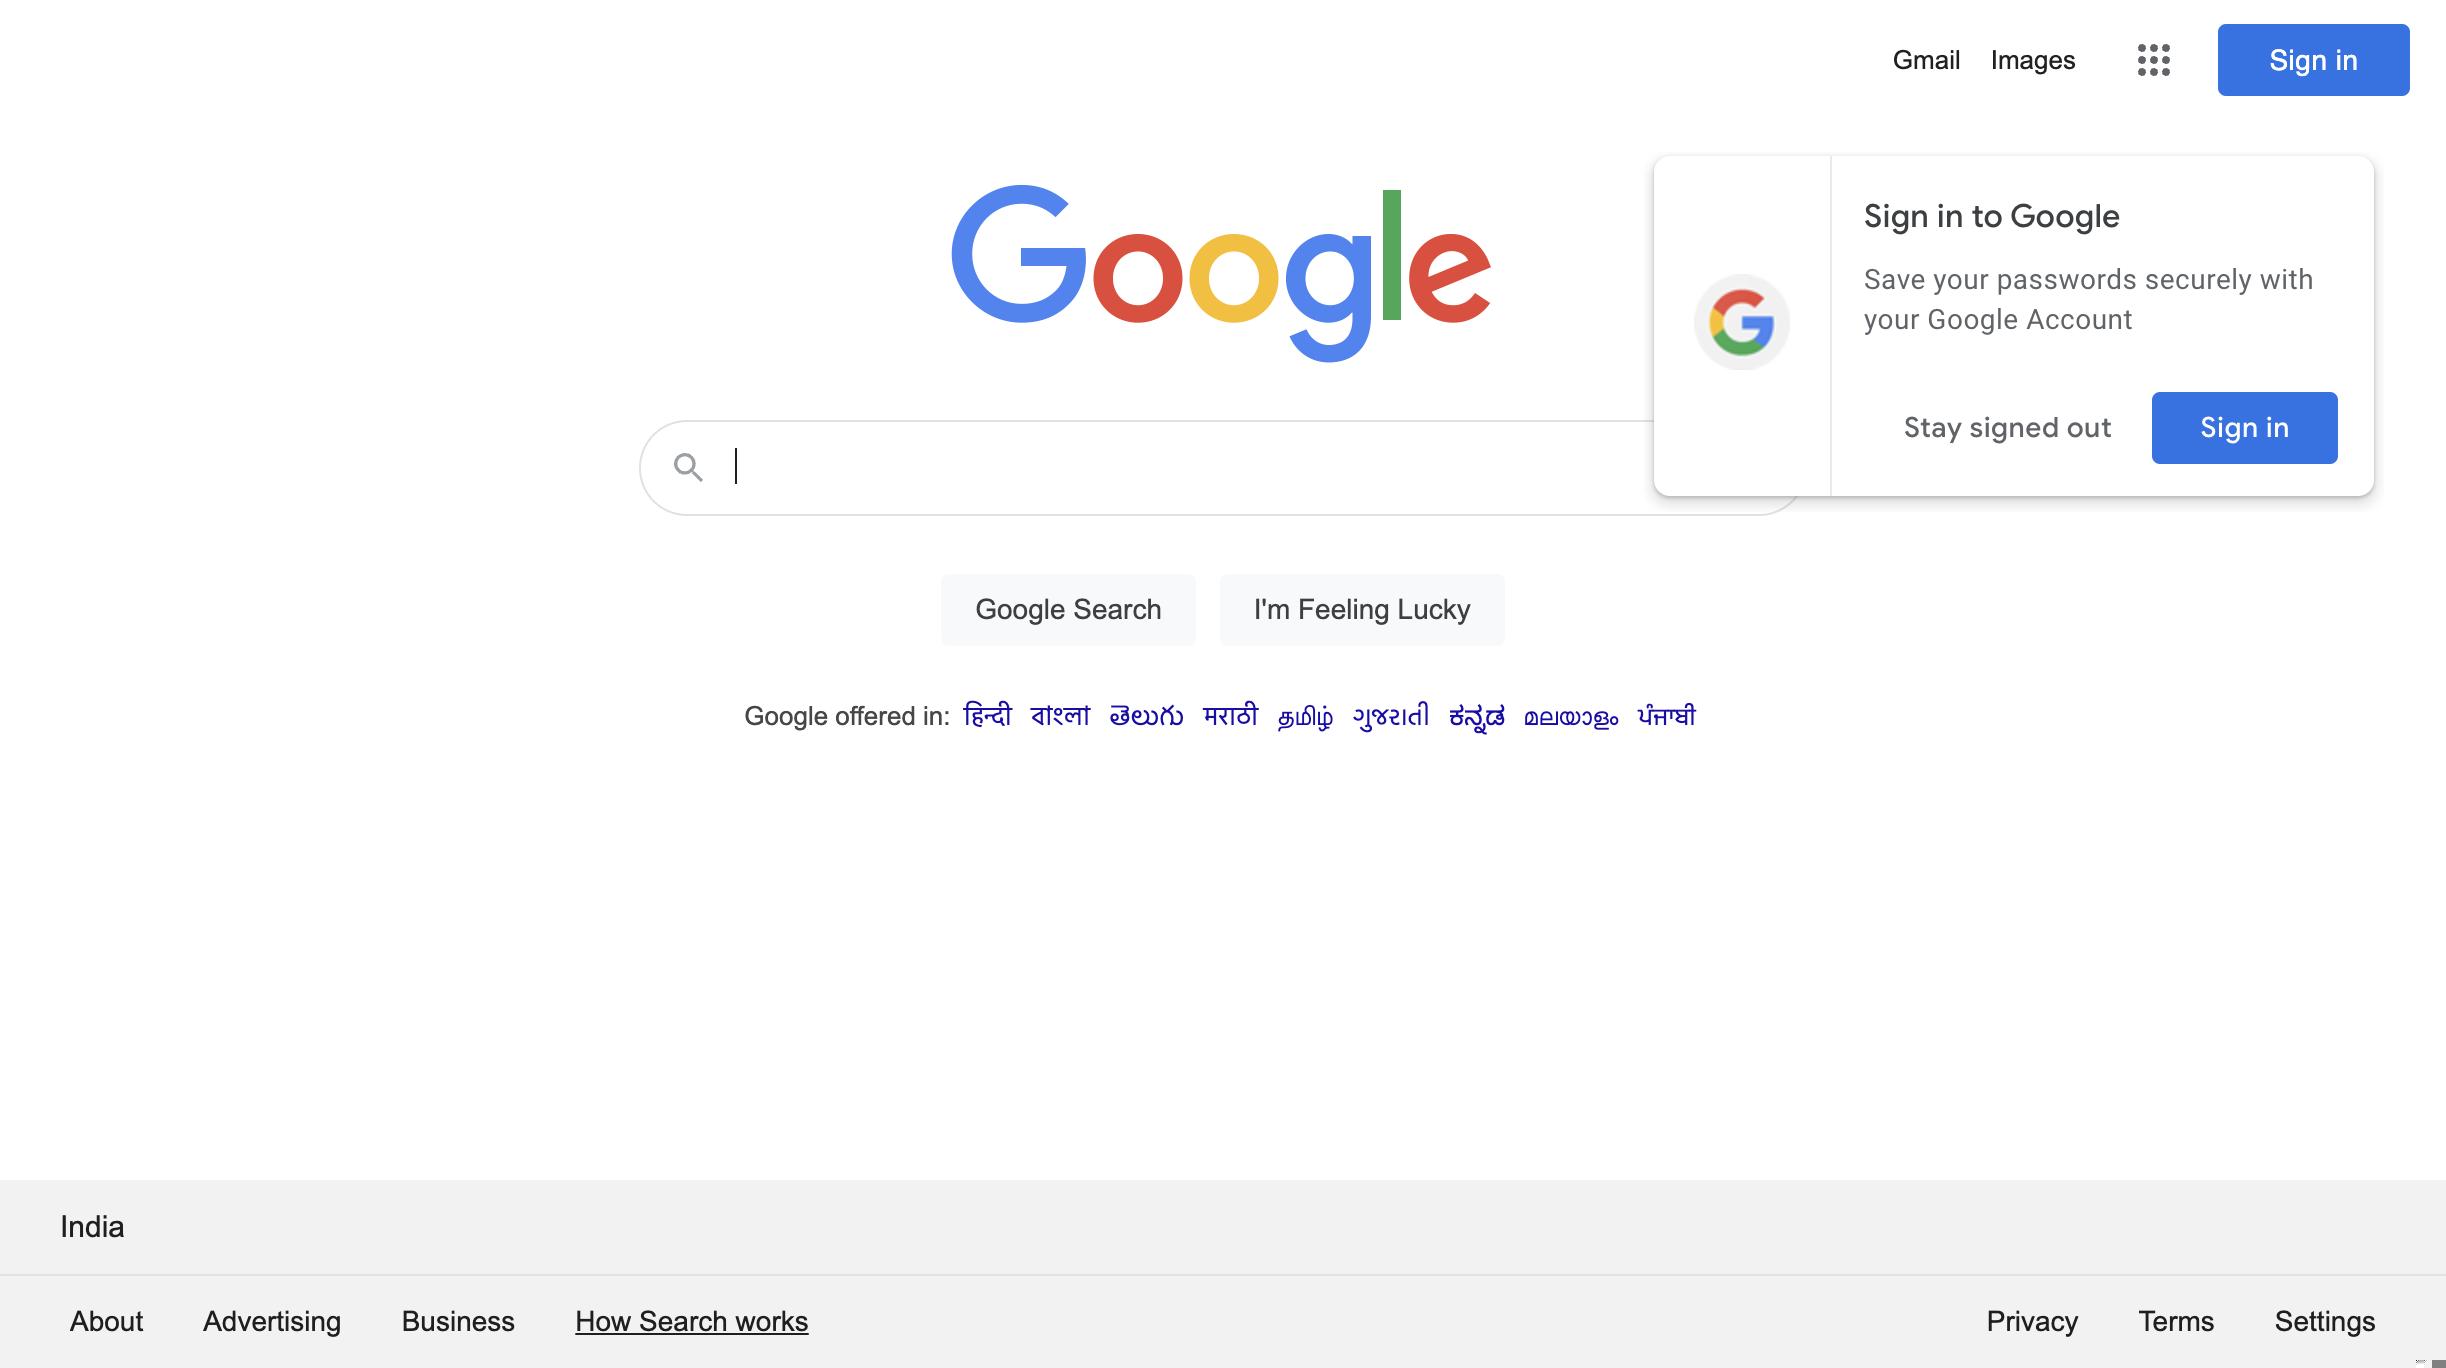 Gmail Images Sign in
Google
Sign in to Google
Save your passwords securely with
your Google Account
Stay signed out Sign in
Google Search I'm Feeling Lucky
Google offered in: हिन्दी বাংলা తెలుగు मराठी தமிழ் ગુજરાતી ಕನ್ನಡ മലയാളം ਪੰਜਾਬੀ
India
About Advertising Business How Search works Privacy Terms Settings